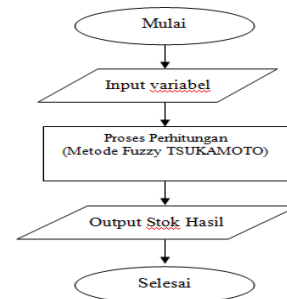 Mulai
Input variabel
Proses Perhitungan
(Metode Fuzzy TSUKAMOTO)
Output Stok Hasil
Selesai